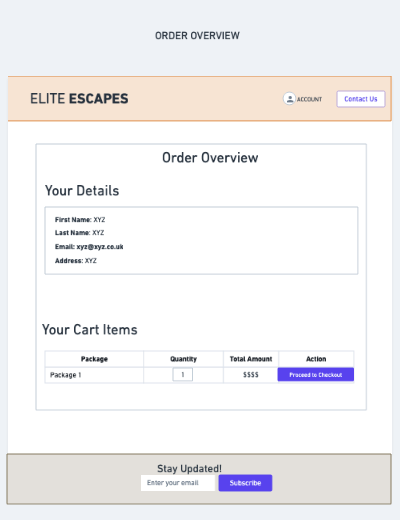 ORDER OVERVIEW
ELITE ESCAPES
ACCOUNT
Contact Us
Order Overview
Your Details
First Name: XYZ
Last Name: XYZ
Email: xyz@xyz.co.uk
Address: XYZ
Your Cart Items
Package Quantity Total Amount Action
Package 1 1 $$$$ Proceed to Checkout
Stay Updated!
Enter your email Subscribe